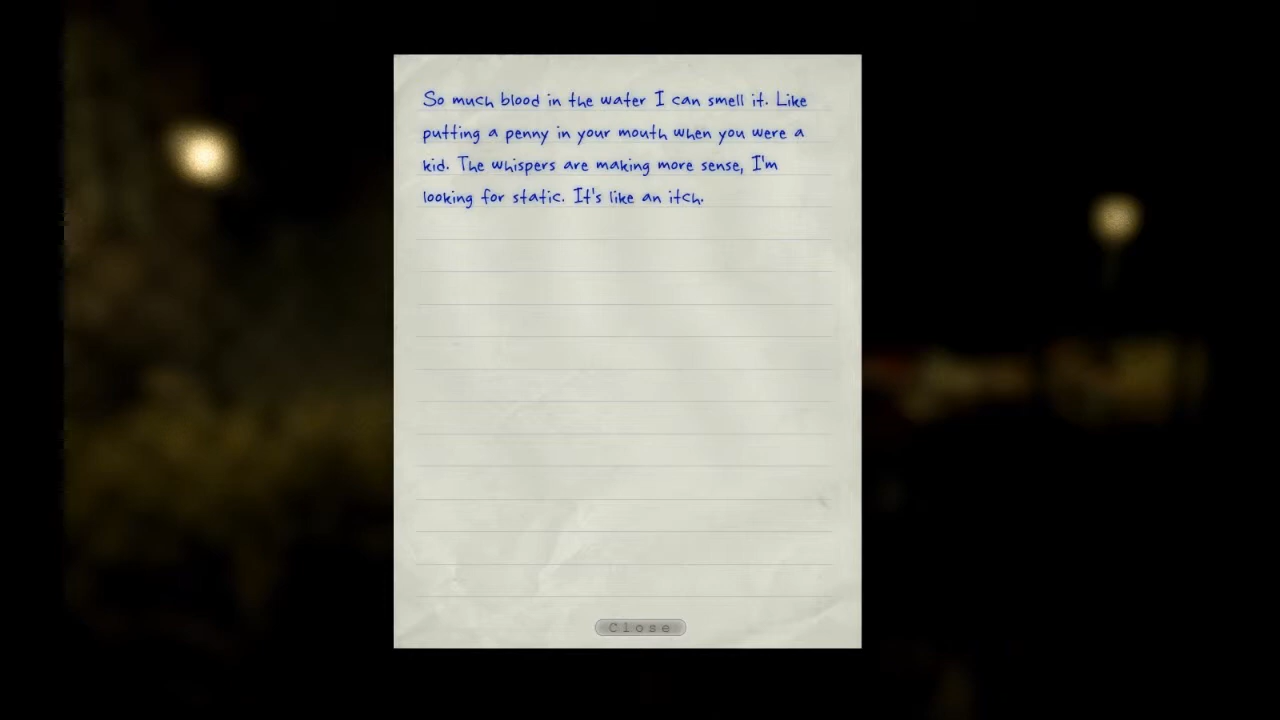 So much blood in the water I can smell it. Like
putting a penny in your mouth when you were a
kid. The whispers are making more sense, I'm
looking for static. It's like an itch.
Close